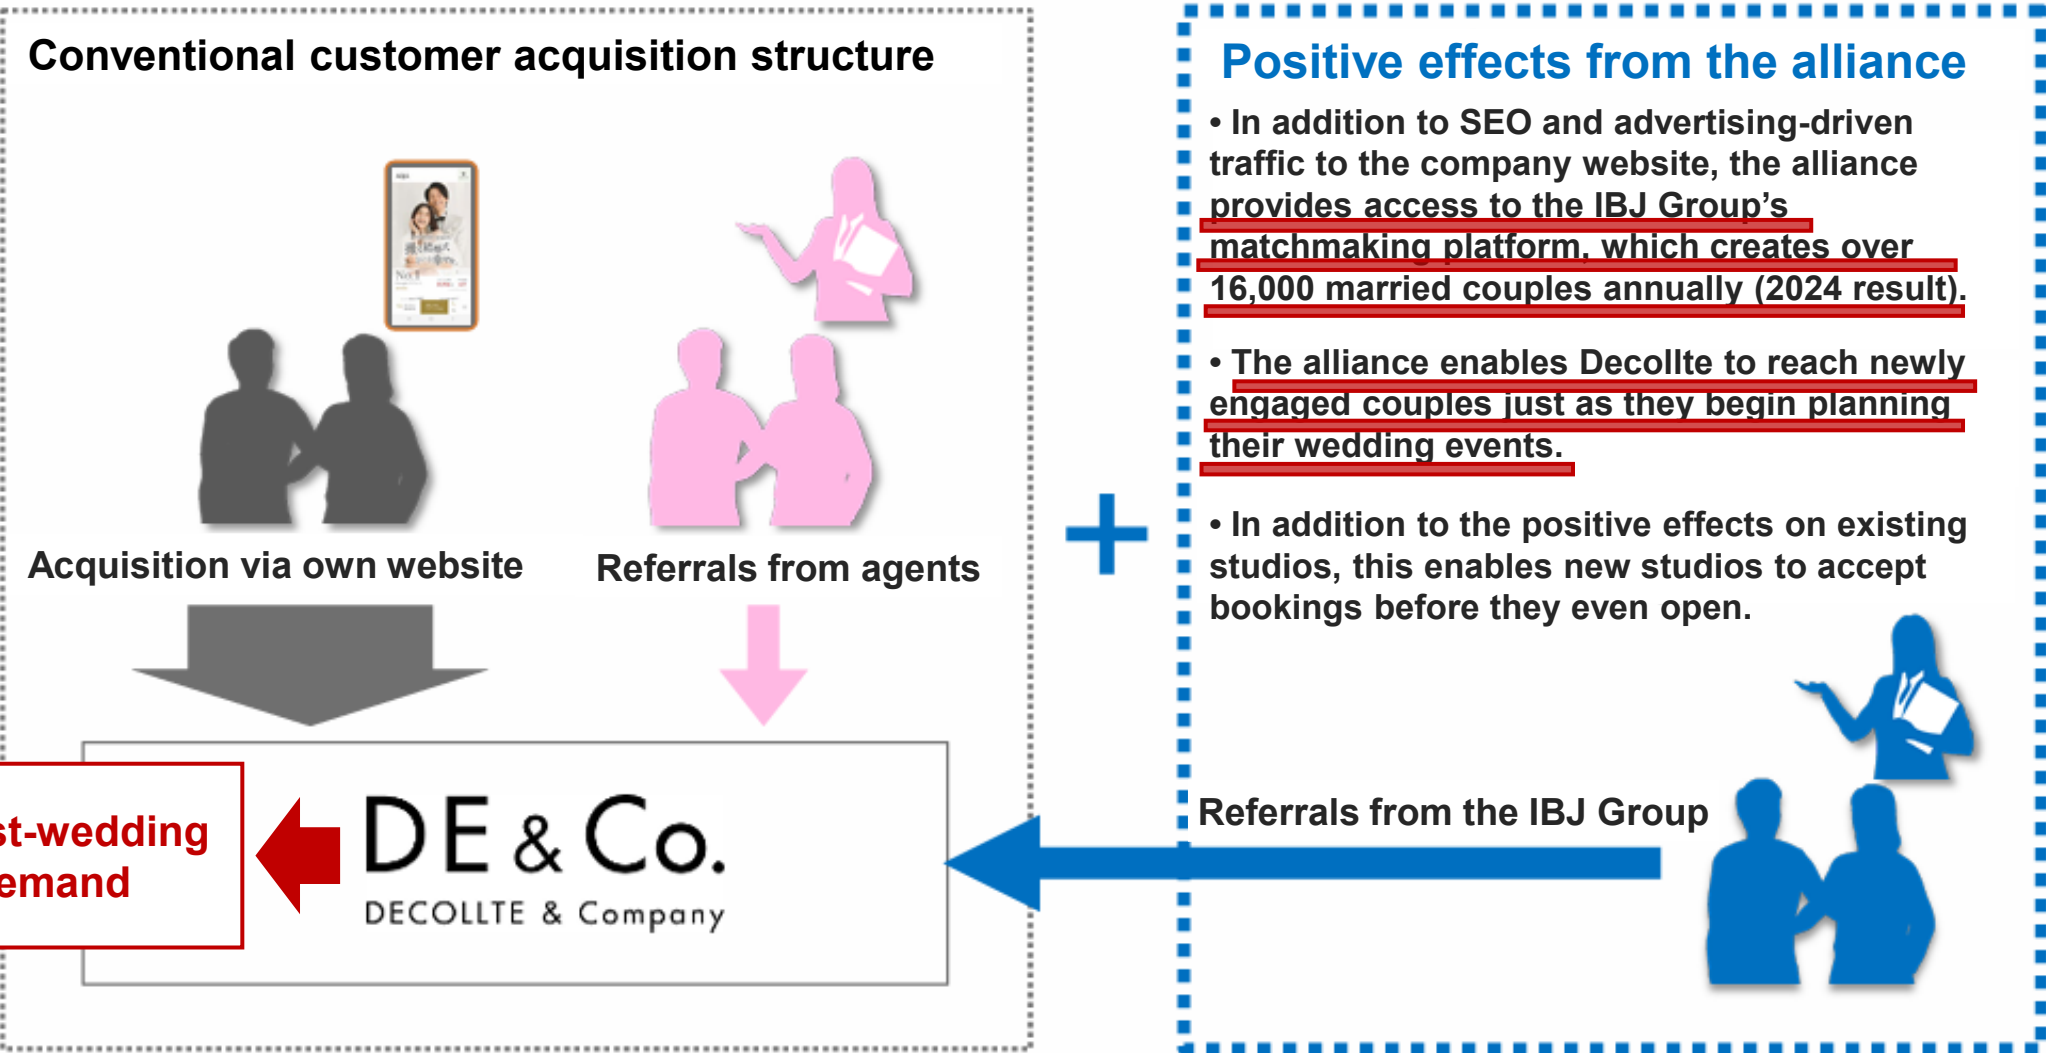 Conventional customer acquisition structure
Acquisition via own website
Referrals from agents
st-wedding
emand
DE & Co.
DECOLLTE & Company
Positive effects from the alliance
• In addition to SEO and advertising-driven
traffic to the company website, the alliance
provides access to the IBJ Group’s
matchmaking platform, which creates over
16,000 married couples annually (2024 result).
• The alliance enables Decollte to reach newly
engaged couples just as they begin planning
their wedding events.
• In addition to the positive effects on existing
studios, this enables new studios to accept
bookings before they even open.
Referrals from the IBJ Group